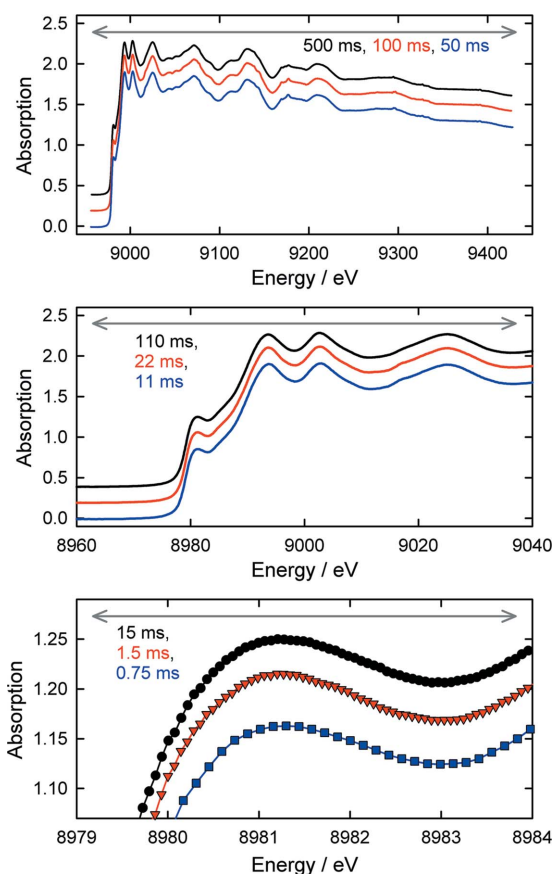 2.5
2.0
1.5
1.0
0.5
0.0
Absorption
500 ms, 100 ms, 50 ms
9000 9100 9200 9300 9400
Energy / eV
2.5
2.0
1.5
1.0
0.5
0.0
Absorption
110 ms,
22 ms,
11 ms
8960 8980 9000 9020 9040
Energy / eV
1.25
1.20
1.15
1.10
Absorption
15 ms,
1.5 ms,
0.75 ms
8979 8980 8981 8982 8983 8984
Energy / eV